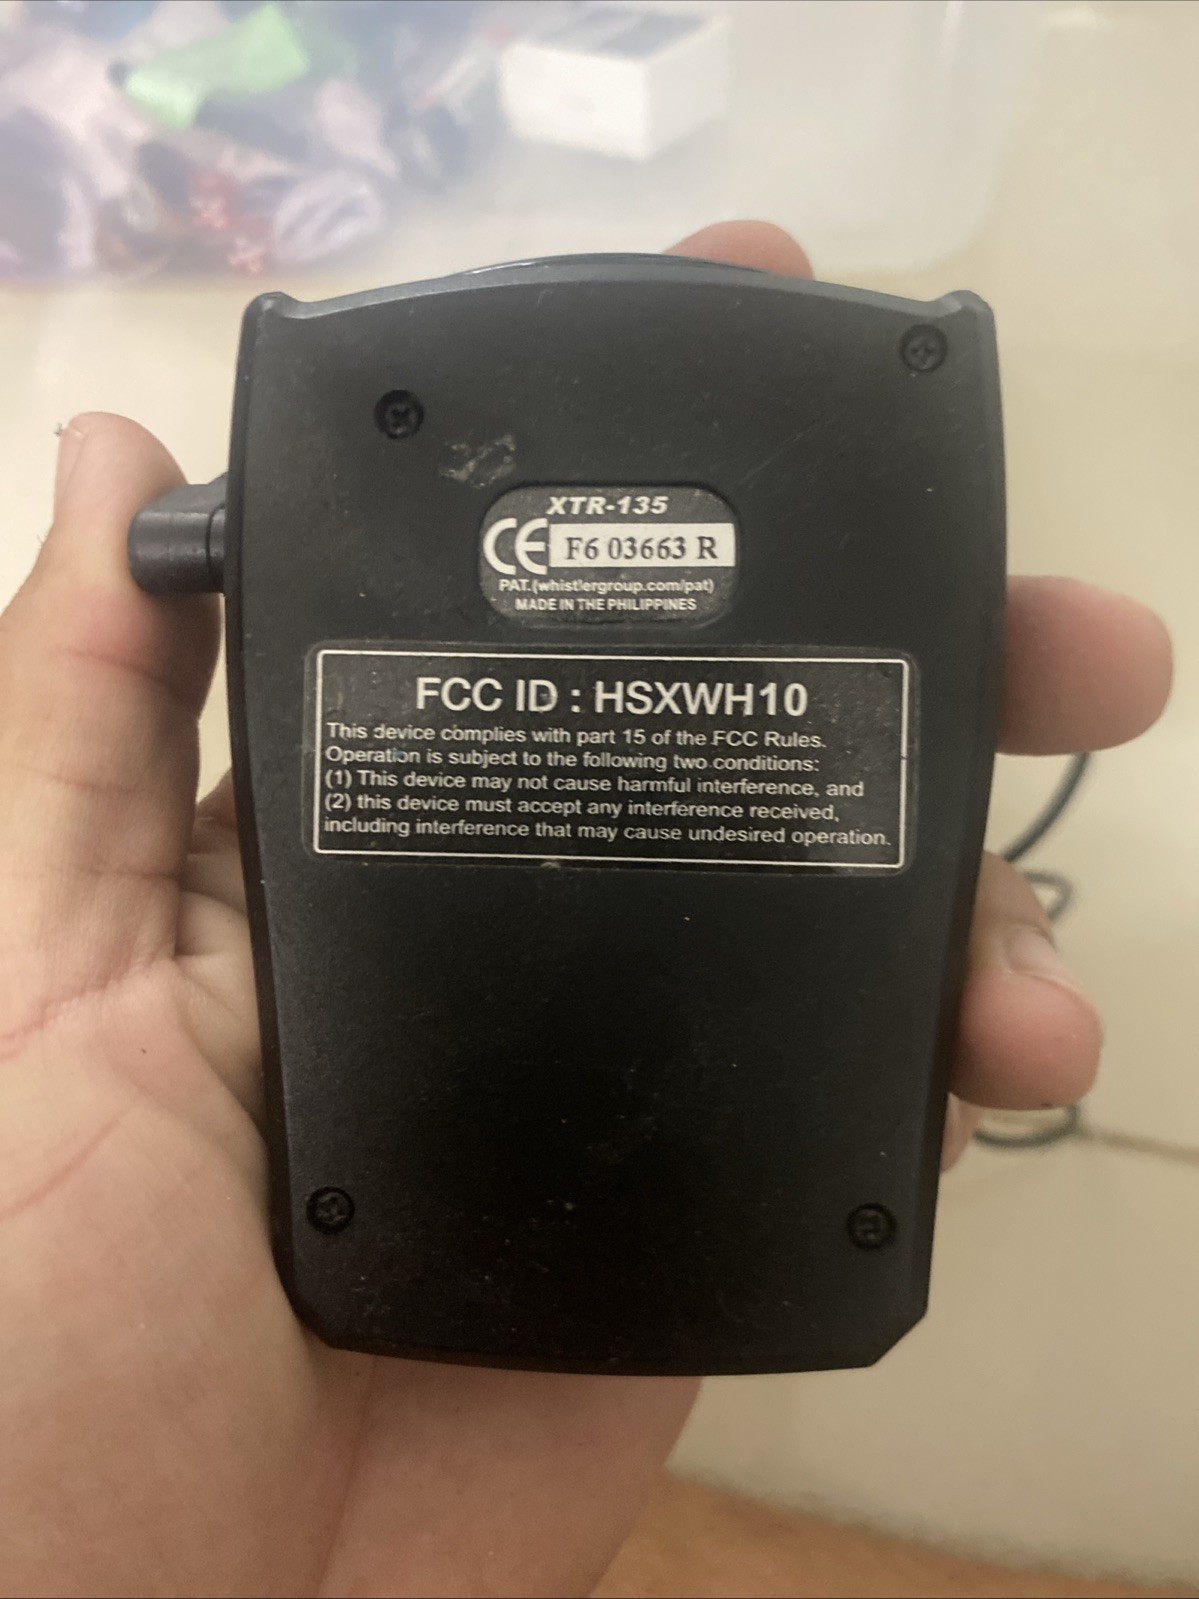 XTR-135
CE F6 03663 R
PAT.(whistlergroup.com/pat)
MADE IN THE PHILIPPINES
FCC ID : HSXWH10
This device complies with part 15 of the FCC Rules.
Operation is subject to the following two conditions:
(1) This device may not cause harmful interference, and
(2) this device must accept any interference received,
including interference that may cause undesired operation.